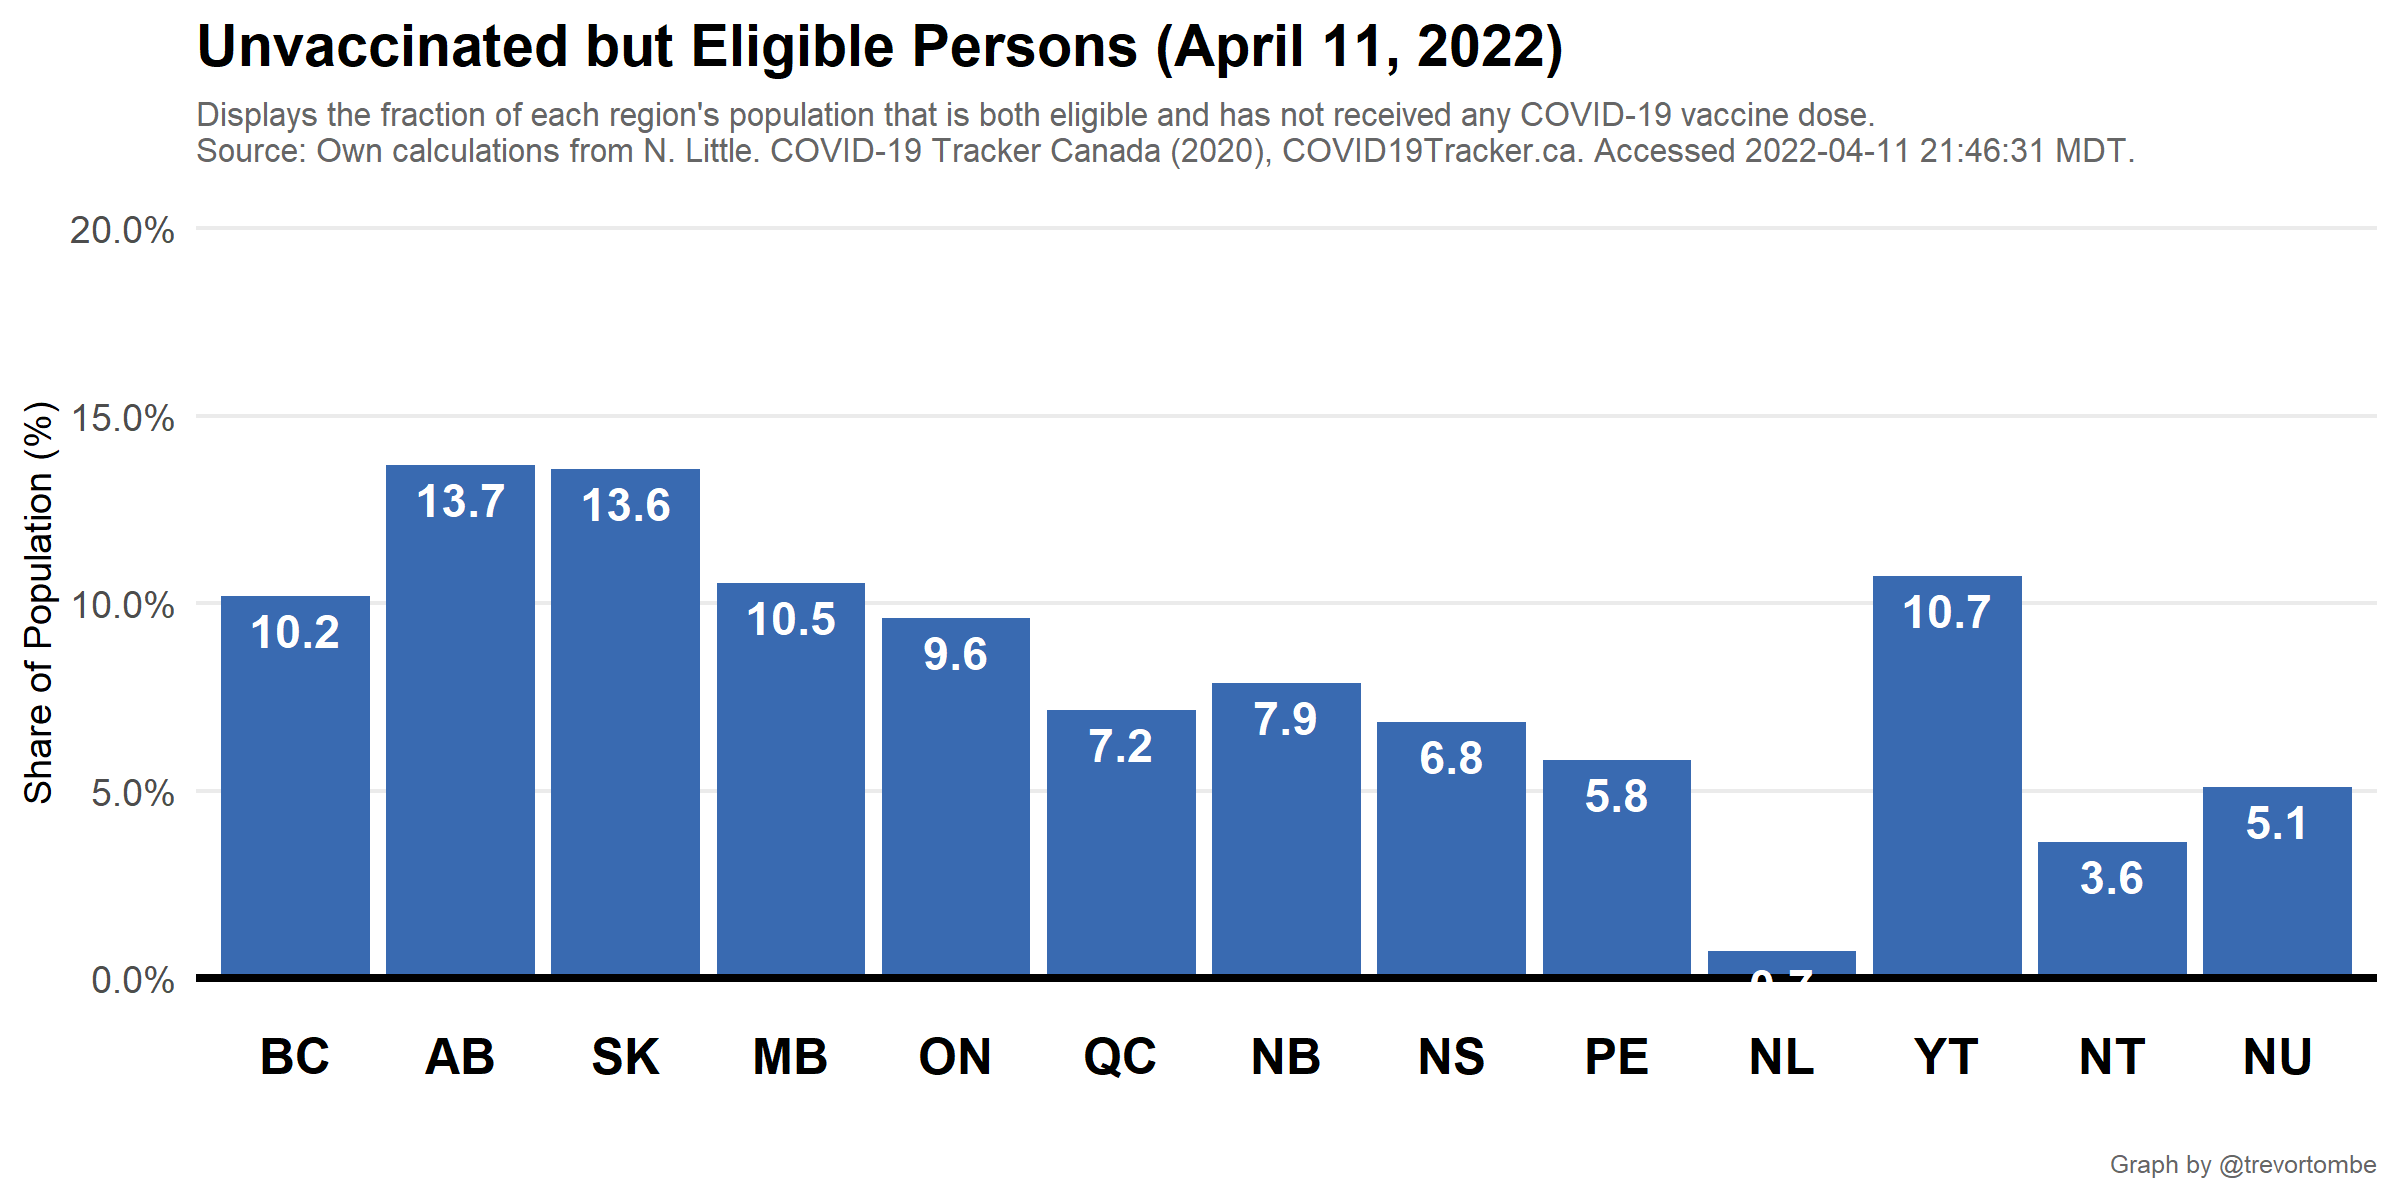 Unvaccinated but Eligible Persons (April 11, 2022)
Displays the fraction of each region's population that is both eligible and has not received any COVID-19 vaccine dose.
Source: Own calculations from N. Little. COVID-19 Tracker Canada (2020), COVID19Tracker.ca. Accessed 2022-04-11 21:46:31 MDT.
Share of Population (%)
20.0%
15.0%
10.0%
5.0%
0.0%
10.2 13.7 13.6 10.5 9.6 7.2 7.9 6.8 5.8 0.7 10.7 3.6 5.1
BC AB SK MB ON QC NB NS PE NL YT NT NU
Graph by @trevortombe